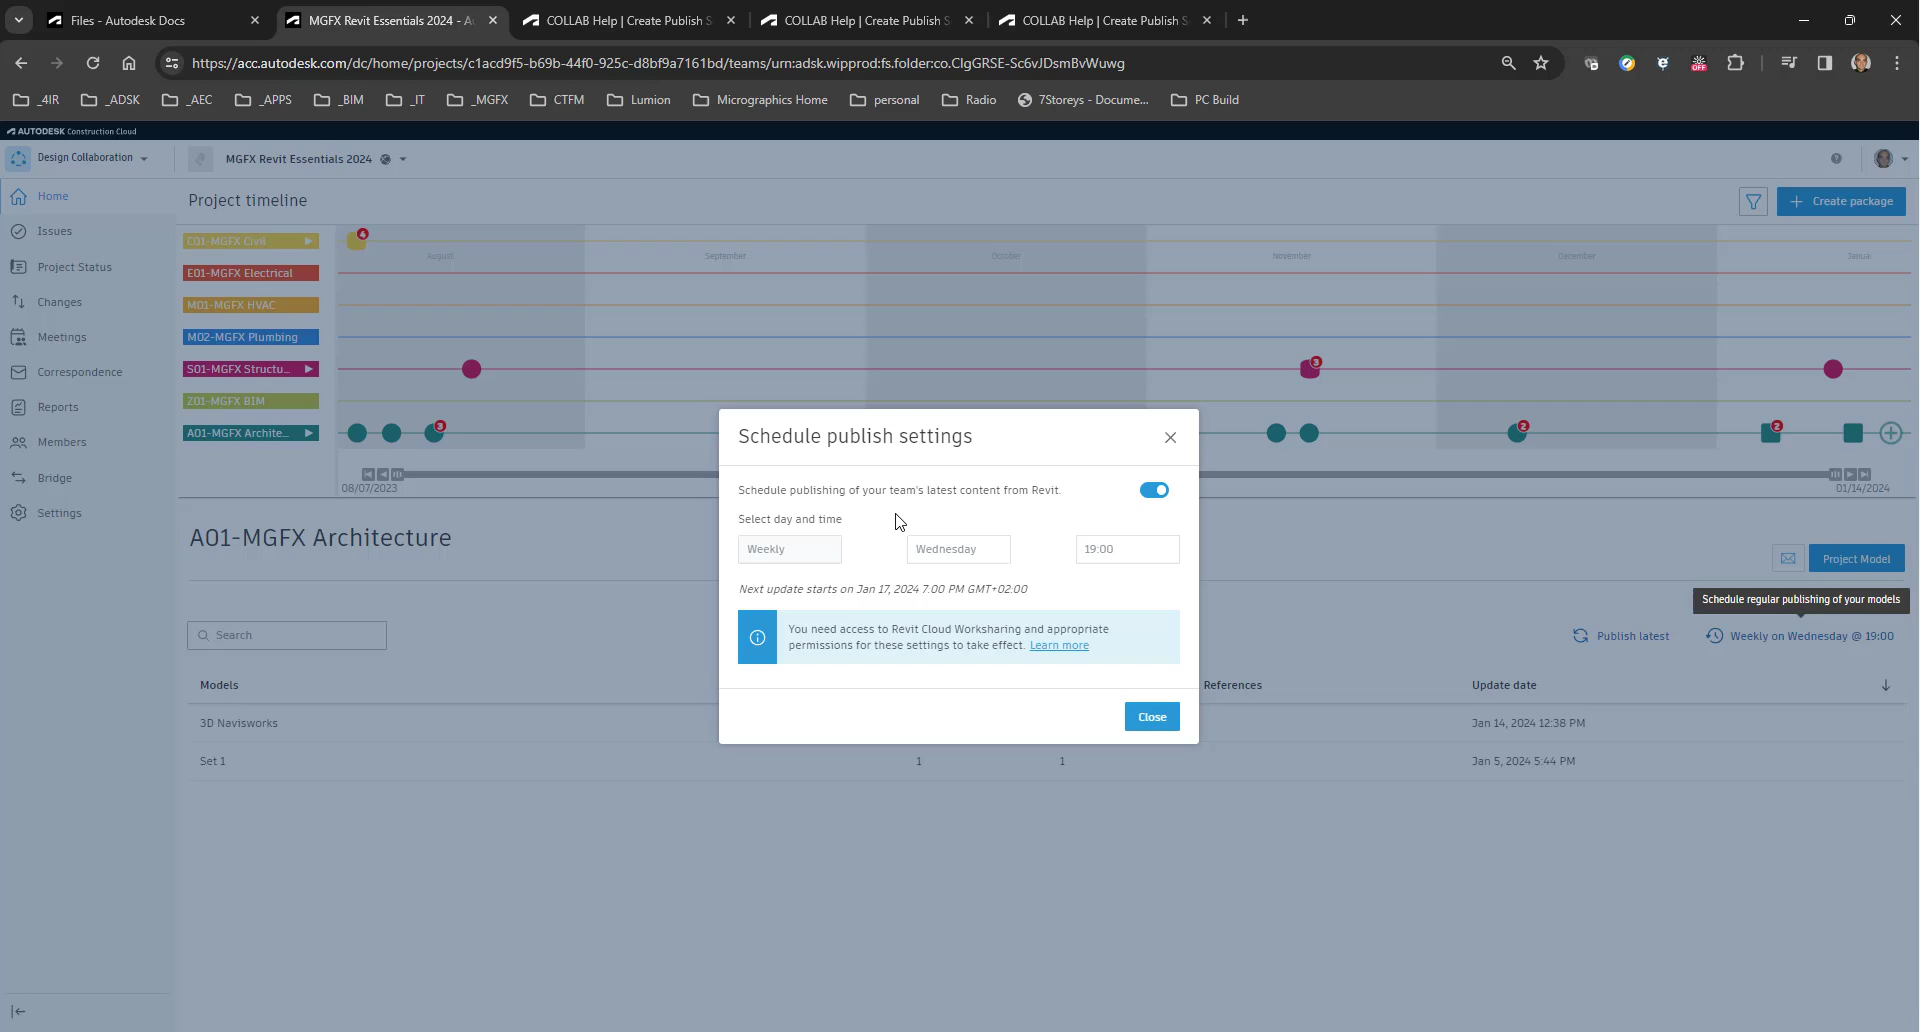 Files - Autodesk Docs
MGFX Revit Essentials 2024 - A
COLLAB Help | Create Publish S
COLLAB Help | Create Publish S
COLLAB Help | Create Publish S
https://acc.autodesk.com/dc/home/projects/c1acd9f5-b69b-44f0-925c-d8bf9a7161bd/teams/urn:adsk.wipprod:fs.folder:co.CIgGRSE-Sc6vJDsmBvWuwg
OFF
_4IR
_ADSK
_AEC
_APPS
_BIM
_IT
_MGFX
CTFM
Lumion
Micrographics Home
personal
Radio
7Storeys - Docume...
PC Build
AUTODESK Construction Cloud
Design Collaboration
MGFX Revit Essentials 2024
Home
Issues
Project Status
Changes
Meetings
Correspondence
Reports
Members
Bridge
Settings
Project timeline
Create package
C01-MGFX Civil
4
August
September
October
November
December
Januar
E01-MGFX Electrical
M01-MGFX HVAC
M02-MGFX Plumbing
S01-MGFX Structu...
3
Z01-MGFX BIM
A01-MGFX Archite...
3
2
2
08/07/2023
01/14/2024
A01-MGFX Architecture
Project Model
Schedule regular publishing of your models
Search
Publish latest
Weekly on Wednesday @ 19:00
Models
References
Update date
3D Navisworks
Jan 14, 2024 12:38 PM
Set 1
1
1
Jan 5, 2024 5:44 PM
Schedule publish settings
Schedule publishing of your team's latest content from Revit.
Select day and time
Weekly
Wednesday
19:00
Next update starts on Jan 17, 2024 7:00 PM GMT+02:00
You need access to Revit Cloud Worksharing and appropriate
permissions for these settings to take effect. Learn more
Close